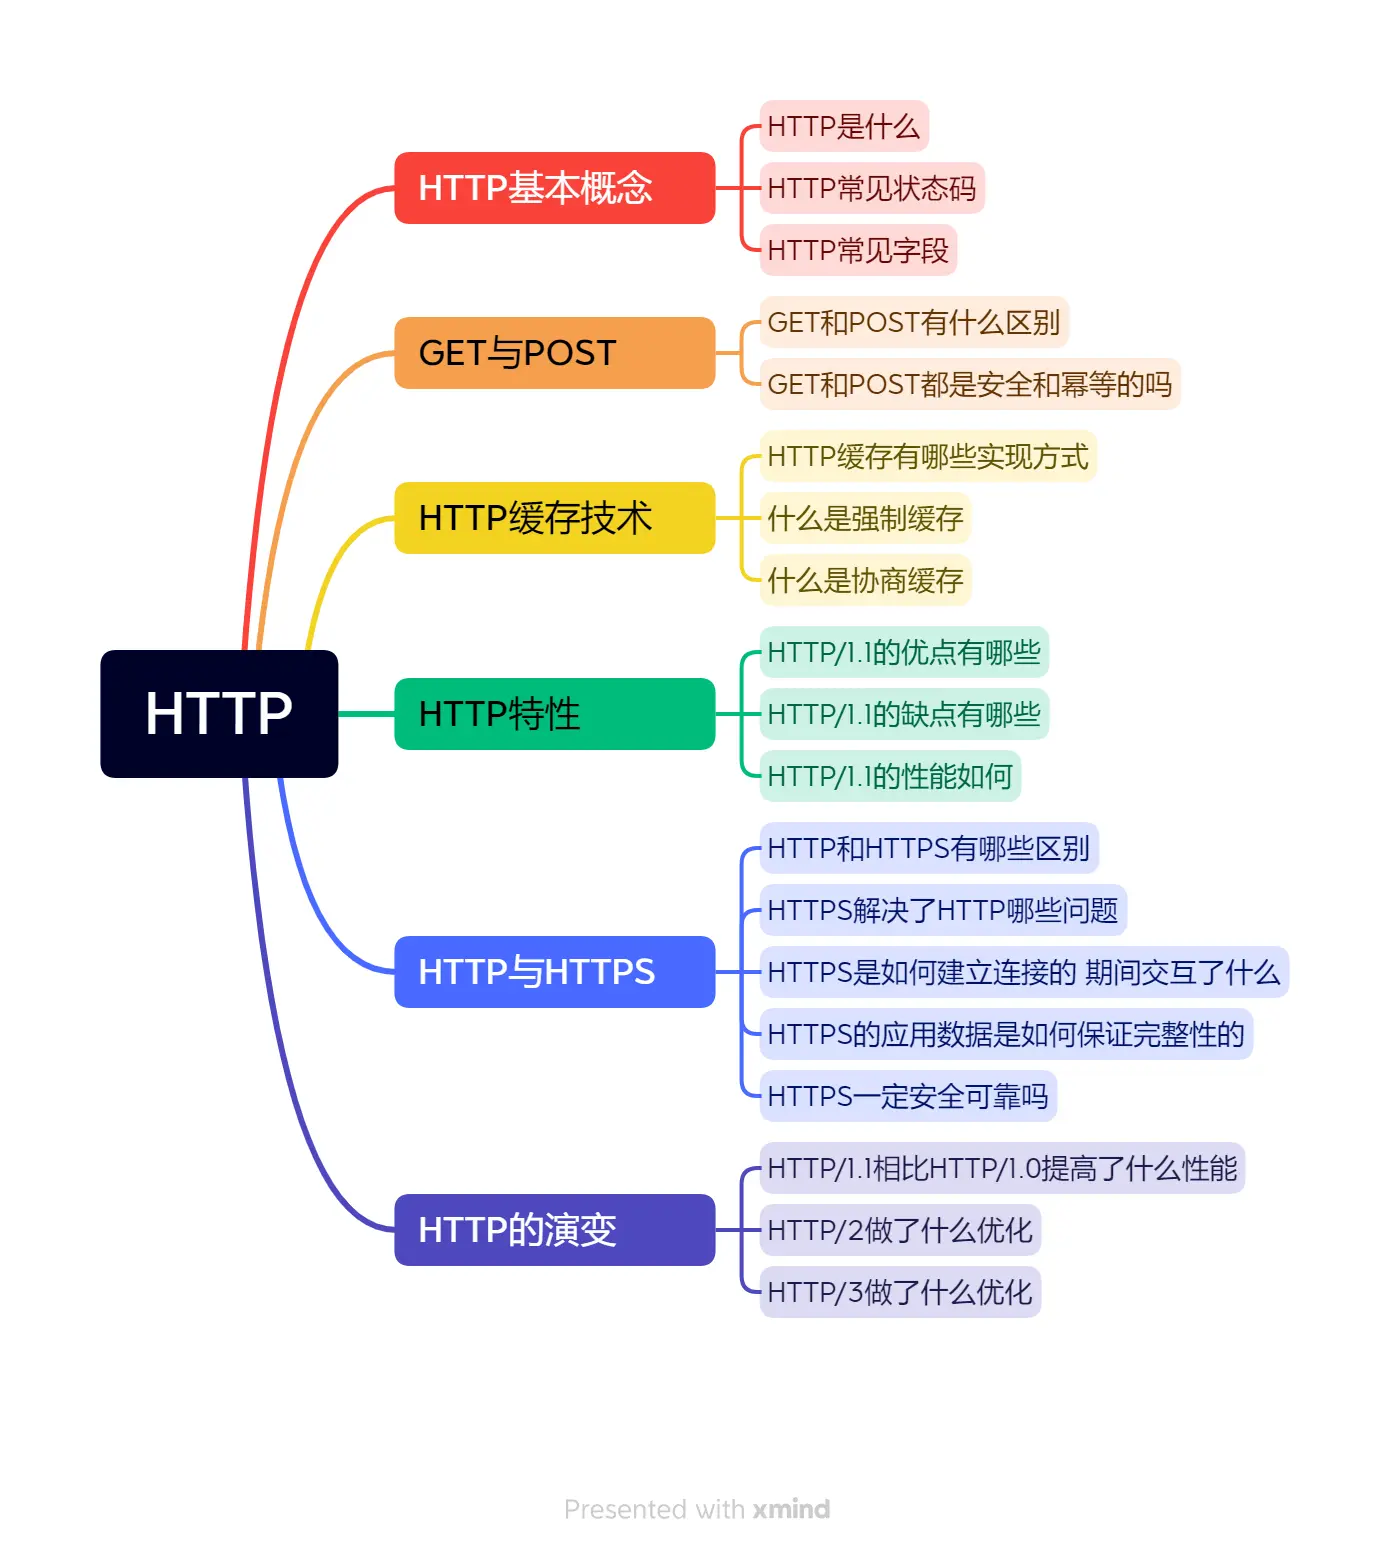 HTTP
HTTP基本概念
HTTP是什么
HTTP常见状态码
HTTP常见字段
GET与POST
GET和POST有什么区别
GET和POST都是安全和幂等的吗
HTTP缓存技术
HTTP缓存有哪些实现方式
什么是强制缓存
什么是协商缓存
HTTP特性
HTTP/1.1的优点有哪些
HTTP/1.1的缺点有哪些
HTTP/1.1的性能如何
HTTP与HTTPS
HTTP和HTTPS有哪些区别
HTTPS解决了HTTP哪些问题
HTTPS是如何建立连接的 期间交互了什么
HTTPS的应用数据是如何保证完整性的
HTTPS一定安全可靠吗
HTTP的演变
HTTP/1.1相比HTTP/1.0提高了什么性能
HTTP/2做了什么优化
HTTP/3做了什么优化
Presented with xmind